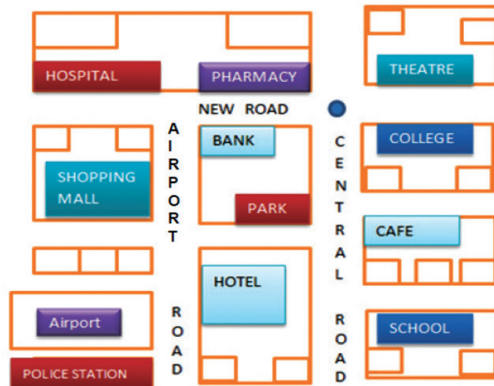 HOSPITAL
PHARMACY
THEATRE
NEW ROAD
AIRPORT
ROAD
BANK
CENTRAL
ROAD
COLLEGE
SHOPPING
MALL
PARK
CAFE
HOTEL
Airport
SCHOOL
POLICE STATION